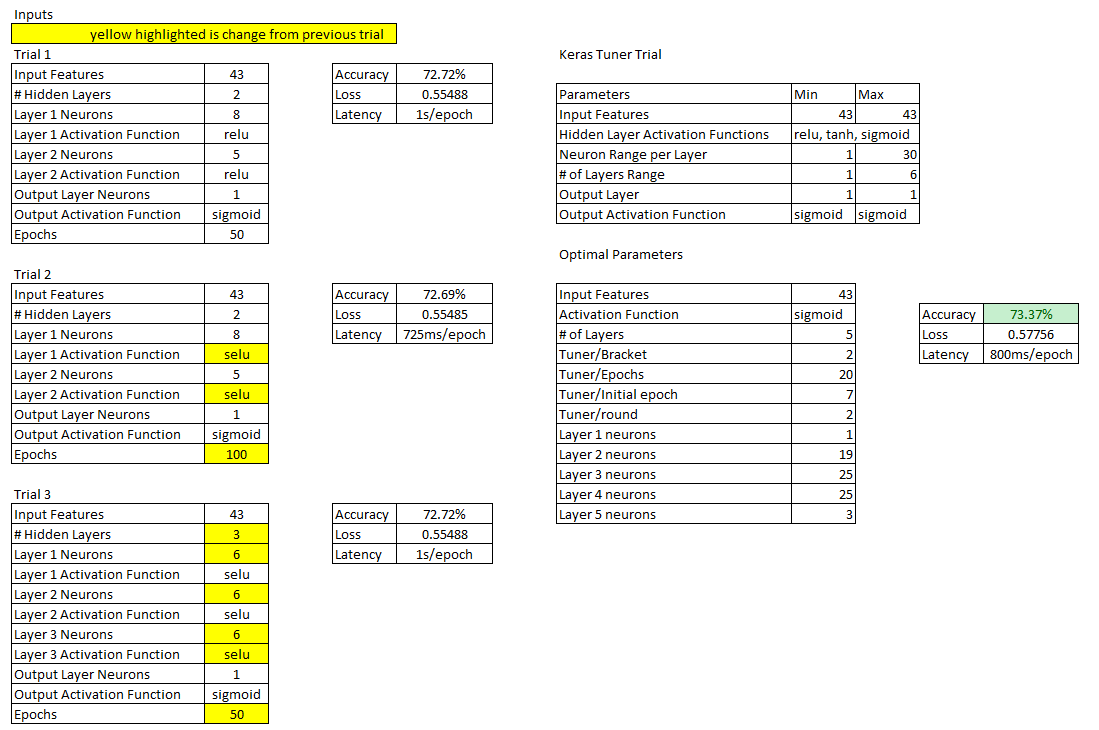 Inputs
yellow highlighted is change from previous trial
Trial 1
Input Features 43
# Hidden Layers 2
Layer 1 Neurons 8
Layer 1 Activation Function relu
Layer 2 Neurons 5
Layer 2 Activation Function relu
Output Layer Neurons 1
Output Activation Function sigmoid
Epochs 50
Accuracy 72.72%
Loss 0.55488
Latency 1s/epoch
Trial 2
Input Features 43
# Hidden Layers 2
Layer 1 Neurons 8
Layer 1 Activation Function selu
Layer 2 Neurons 5
Layer 2 Activation Function selu
Output Layer Neurons 1
Output Activation Function sigmoid
Epochs 100
Accuracy 72.69%
Loss 0.55485
Latency 725ms/epoch
Trial 3
Input Features 43
# Hidden Layers 3
Layer 1 Neurons 6
Layer 1 Activation Function selu
Layer 2 Neurons 6
Layer 2 Activation Function selu
Layer 3 Neurons 6
Layer 3 Activation Function selu
Output Layer Neurons 1
Output Activation Function sigmoid
Epochs 50
Accuracy 72.72%
Loss 0.55488
Latency 1s/epoch
Keras Tuner Trial
Parameters Min Max
Input Features 43 43
Hidden Layer Activation Functions relu, tanh, sigmoid
Neuron Range per Layer 1 30
# of Layers Range 1 6
Output Layer 1 1
Output Activation Function sigmoid sigmoid
Optimal Parameters
Input Features 43
Activation Function sigmoid
# of Layers 5
Tuner/Bracket 2
Tuner/Epochs 20
Tuner/Initial epoch 7
Tuner/round 2
Layer 1 neurons 1
Layer 2 neurons 19
Layer 3 neurons 25
Layer 4 neurons 25
Layer 5 neurons 3
Accuracy 73.37%
Loss 0.57756
Latency 800ms/epoch